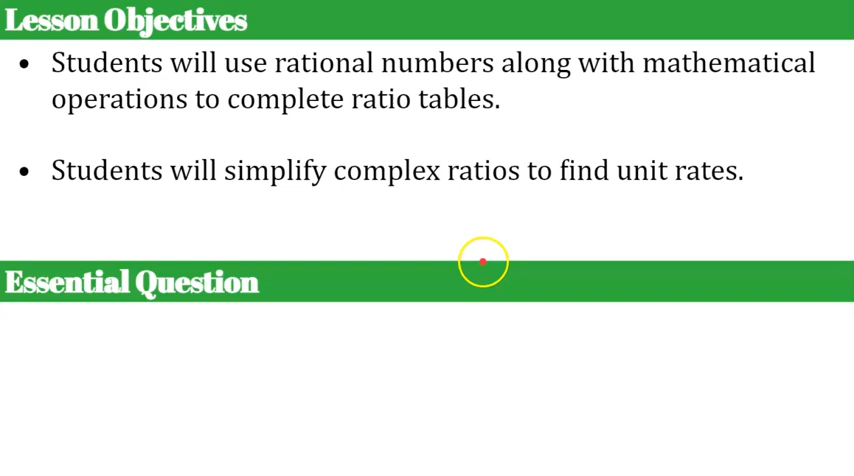 Lesson Objectives
• Students will use rational numbers along with mathematical
operations to complete ratio tables.
• Students will simplify complex ratios to find unit rates.
Essential Question